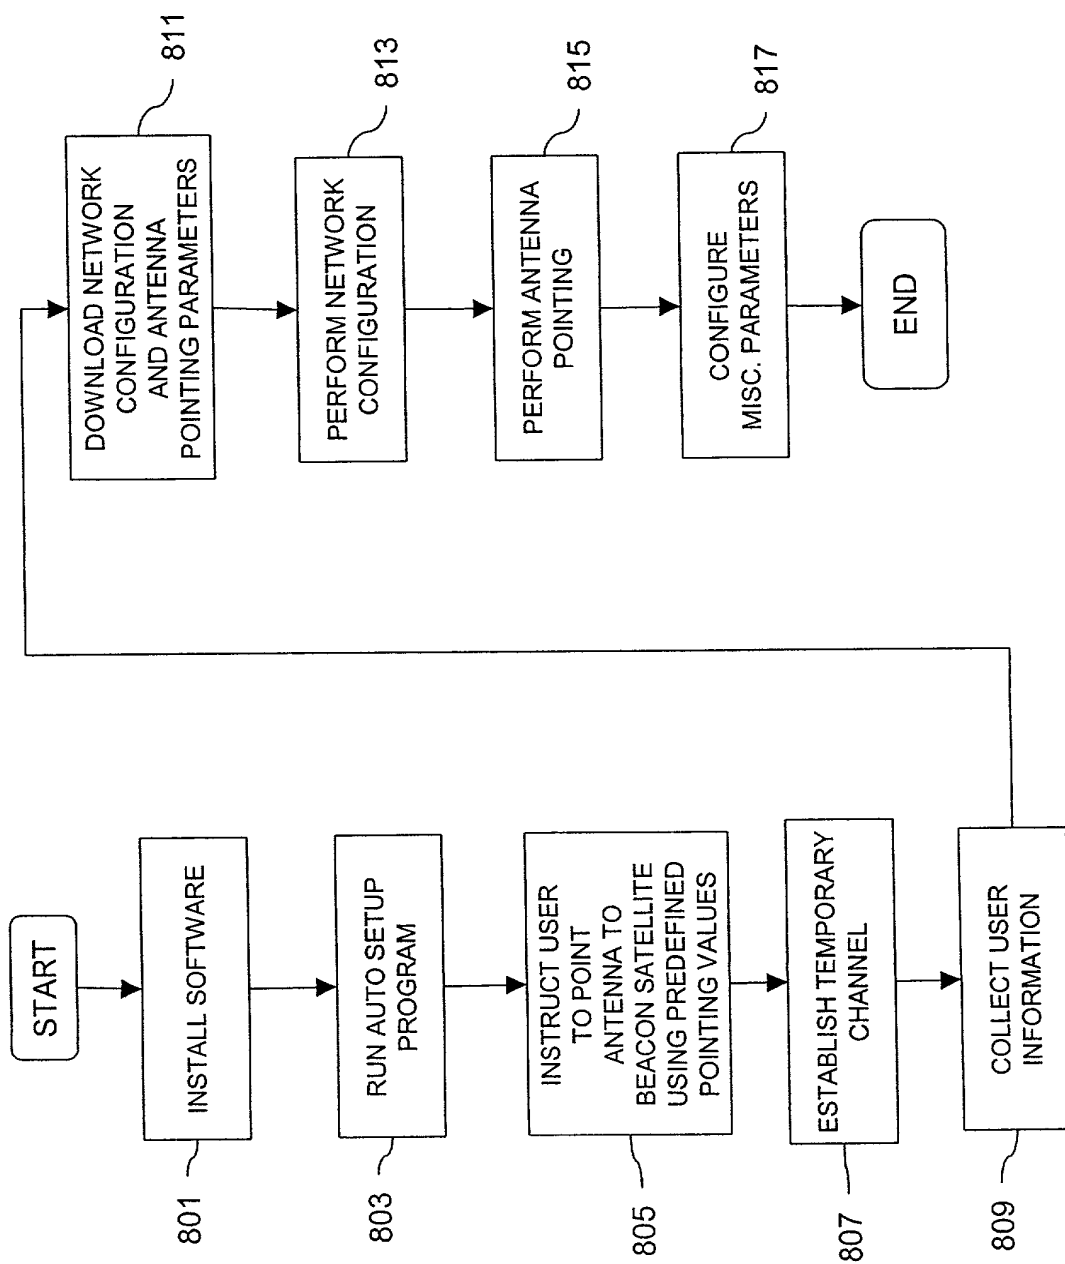 START
INSTALL SOFTWARE
801
RUN AUTO SETUP
PROGRAM
803
INSTRUCT USER
TO POINT
ANTENNA TO
BEACON SATELLITE
USING PREDEFINED
POINTING VALUES
805
ESTABLISH TEMPORARY
CHANNEL
807
COLLECT USER
INFORMATION
809
DOWNLOAD NETWORK
CONFIGURATION
AND ANTENNA
POINTING PARAMETERS
811
PERFORM NETWORK
CONFIGURATION
813
PERFORM ANTENNA
POINTING
815
CONFIGURE
MISC. PARAMETERS
817
END